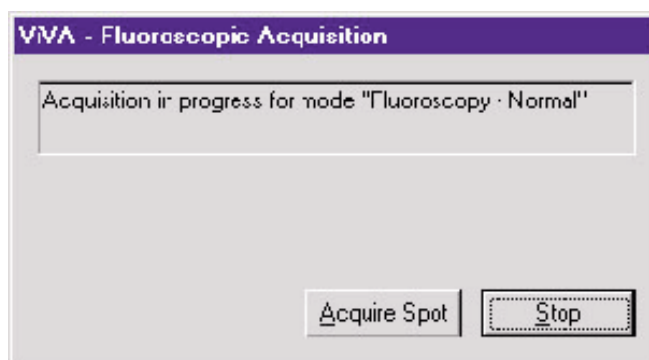 ViVA - Fluoroscopic Acquisition
Acquisition in progress for mode "Fluoroscopy - Normal"
Acquire Spot
Stop